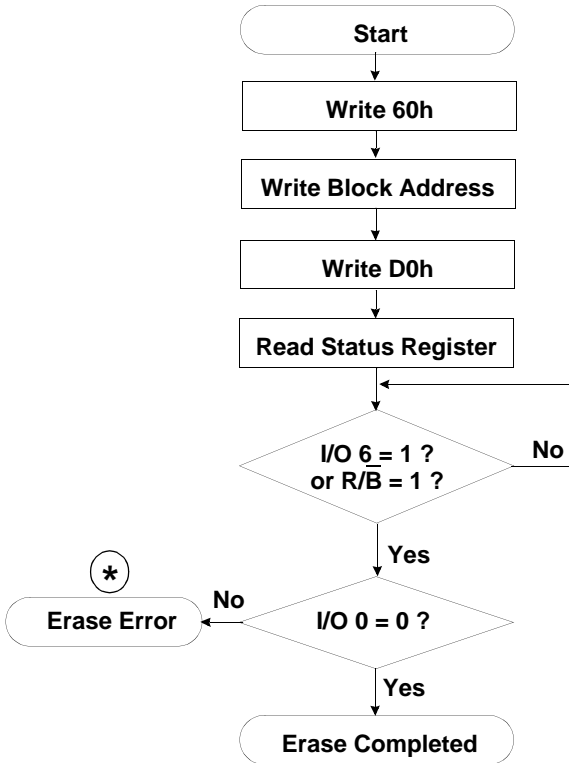 Start
Write 60h
Write Block Address
Write D0h
Read Status Register
I/O 6 = 1 ?
or R/B̅ = 1 ?
No
Yes
*
No
Erase Error
I/O 0 = 0 ?
Yes
Erase Completed